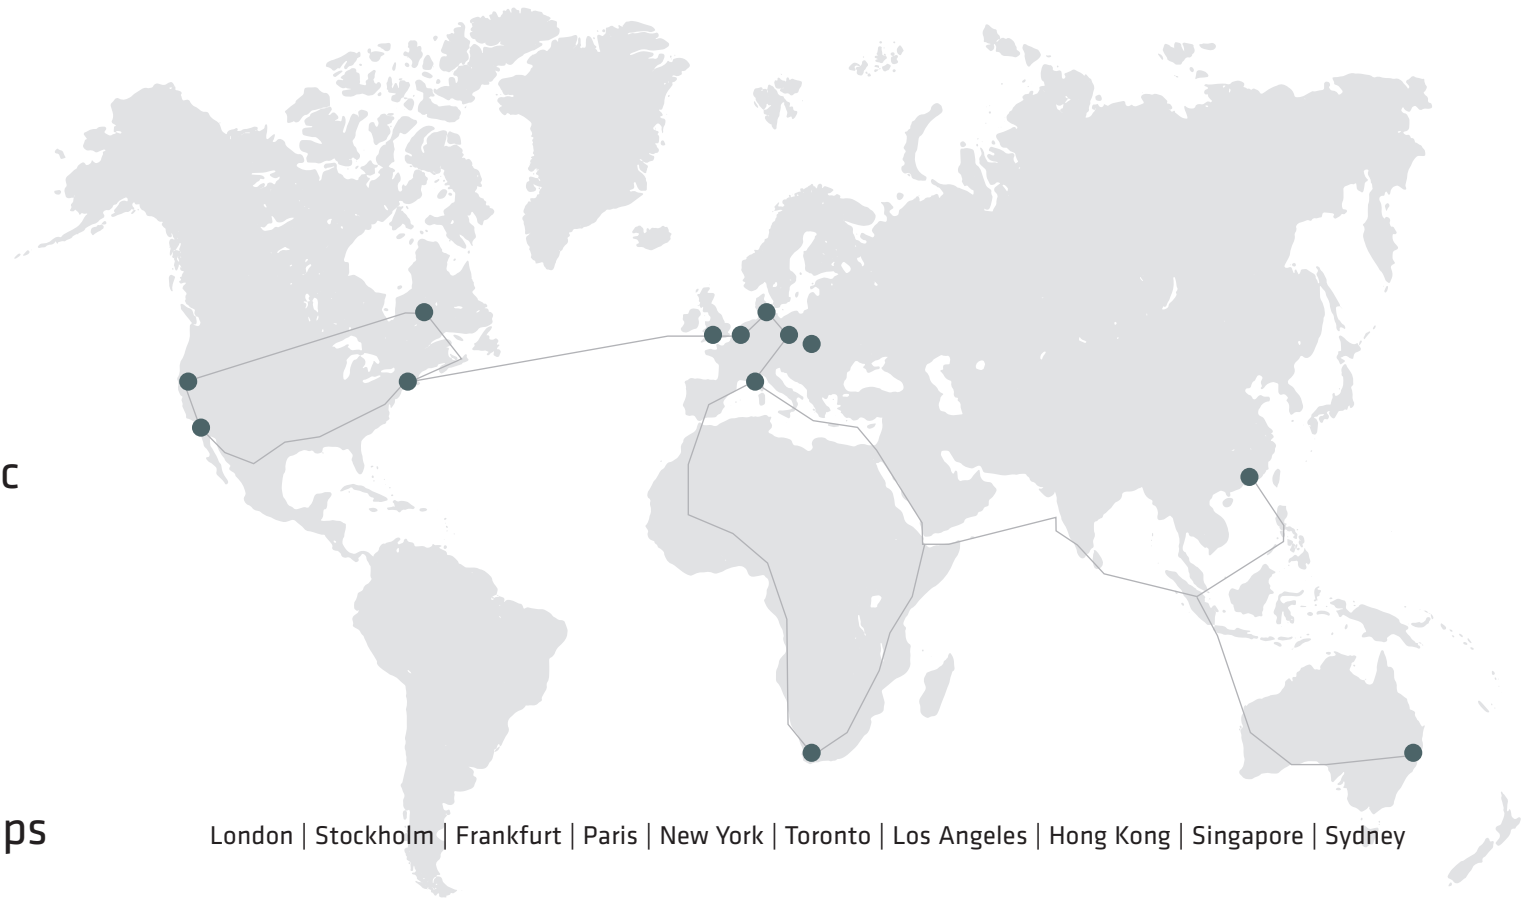 c
ps
London | Stockholm | Frankfurt | Paris | New York | Toronto | Los Angeles | Hong Kong | Singapore | Sydney